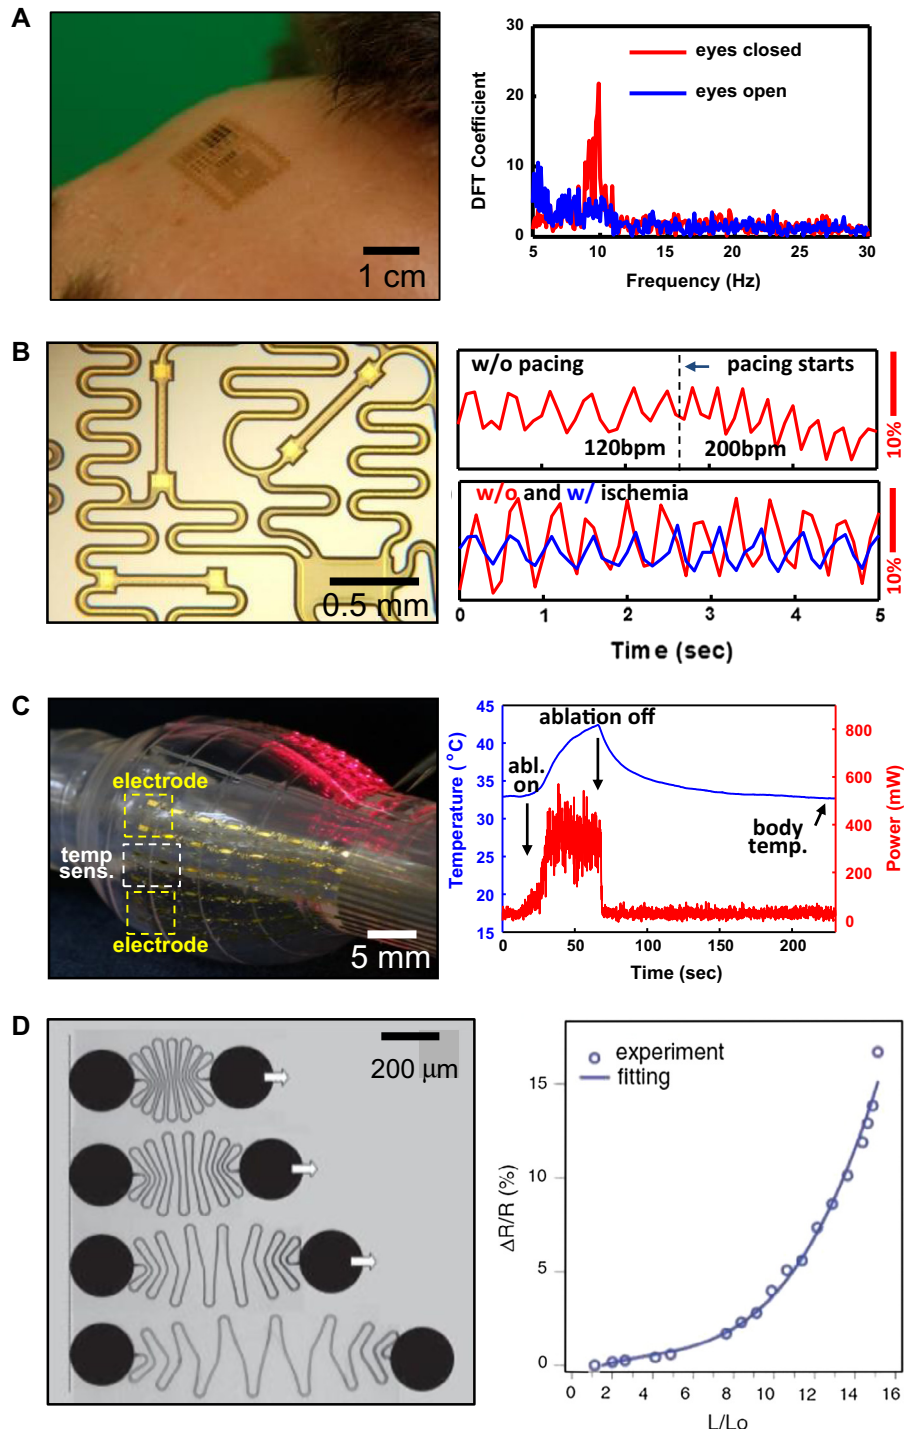 A
1 cm
30
20
10
0
5
10
15
20
25
30
DFT Coefficient
Frequency (Hz)
eyes closed
eyes open
B
0.5 mm
w/o pacing
pacing starts
120bpm
200bpm
10%
w/o and w/ ischemia
10%
0
1
2
3
4
5
Time (sec)
C
electrode
temp
sens.
electrode
5 mm
45
40
35
30
25
20
15
Temperature (°C)
ablation off
abl.
on
body
temp.
800
600
400
200
0
Power (mW)
0
50
100
150
200
Time (sec)
D
200 μm
experiment
fitting
15
10
5
0
ΔR/R (%)
0
2
4
6
8
10
12
14
16
L/Lo